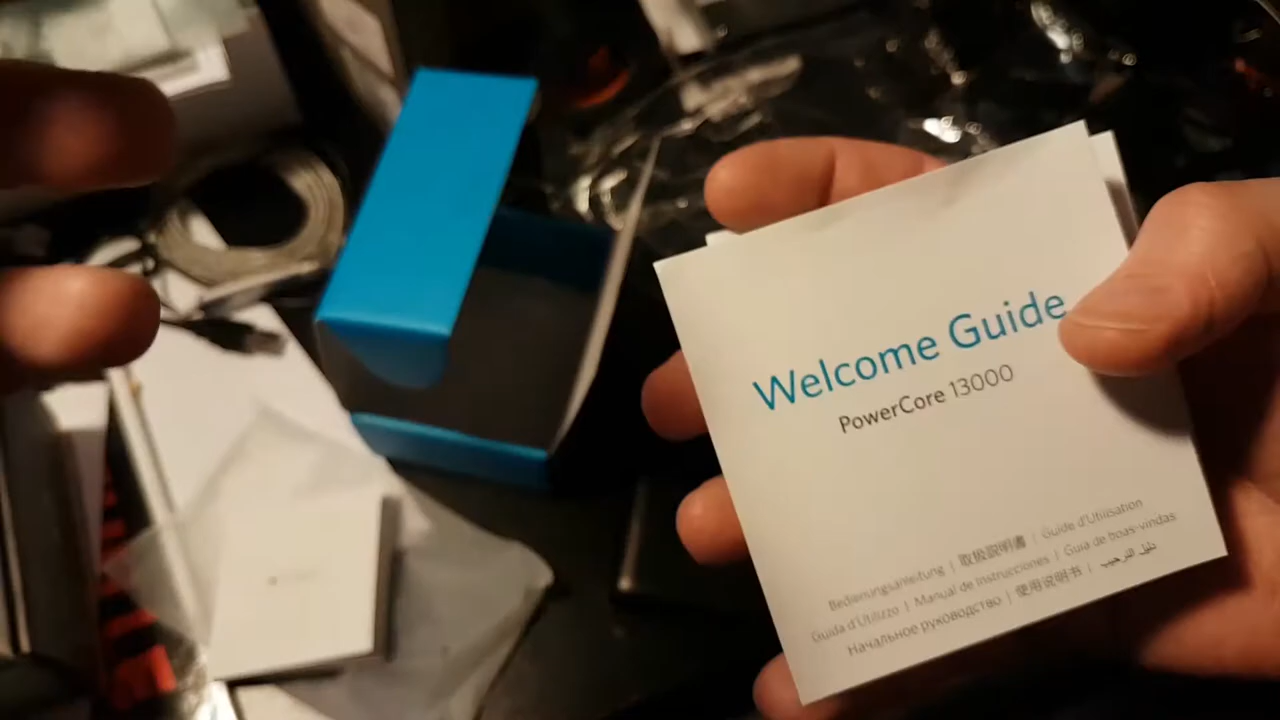 Welcome Guide
PowerCore 13000
Bedienungsanleitung | 取扱説明書 | Guide d'Utilisation
Guida d'Utilizzo | Manual de Instrucciones | Guia de boas-vindas
Начальное руководство | 使用说明书 | دليل الترحيب